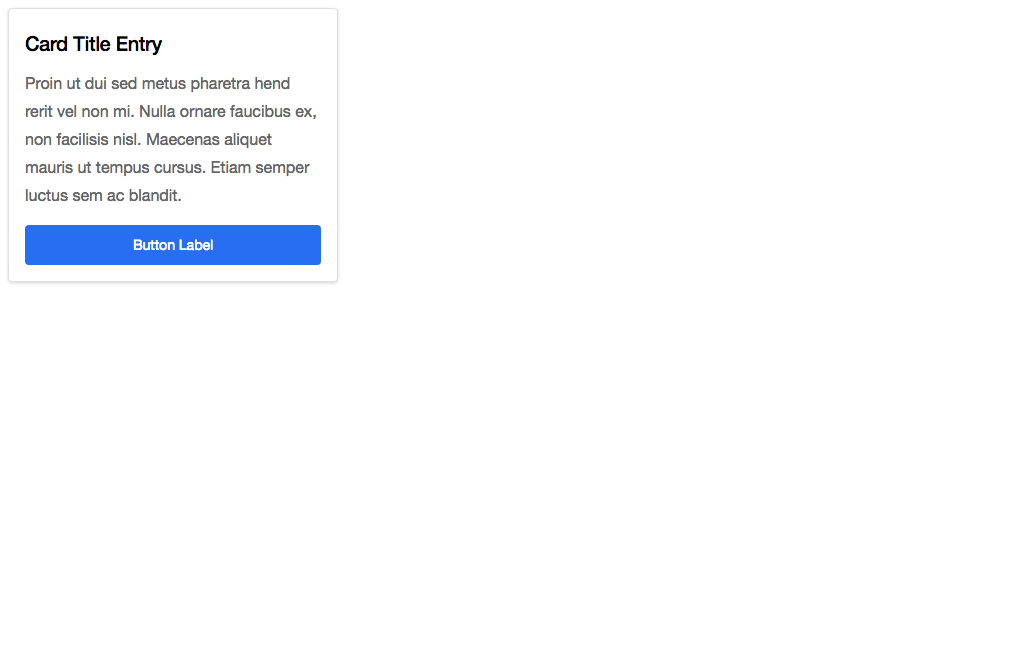 Card Title Entry
Proin ut dui sed metus pharetra hend
rerit vel non mi. Nulla ornare faucibus ex,
non facilisis nisl. Maecenas aliquet
mauris ut tempus cursus. Etiam semper
luctus sem ac blandit.
Button Label